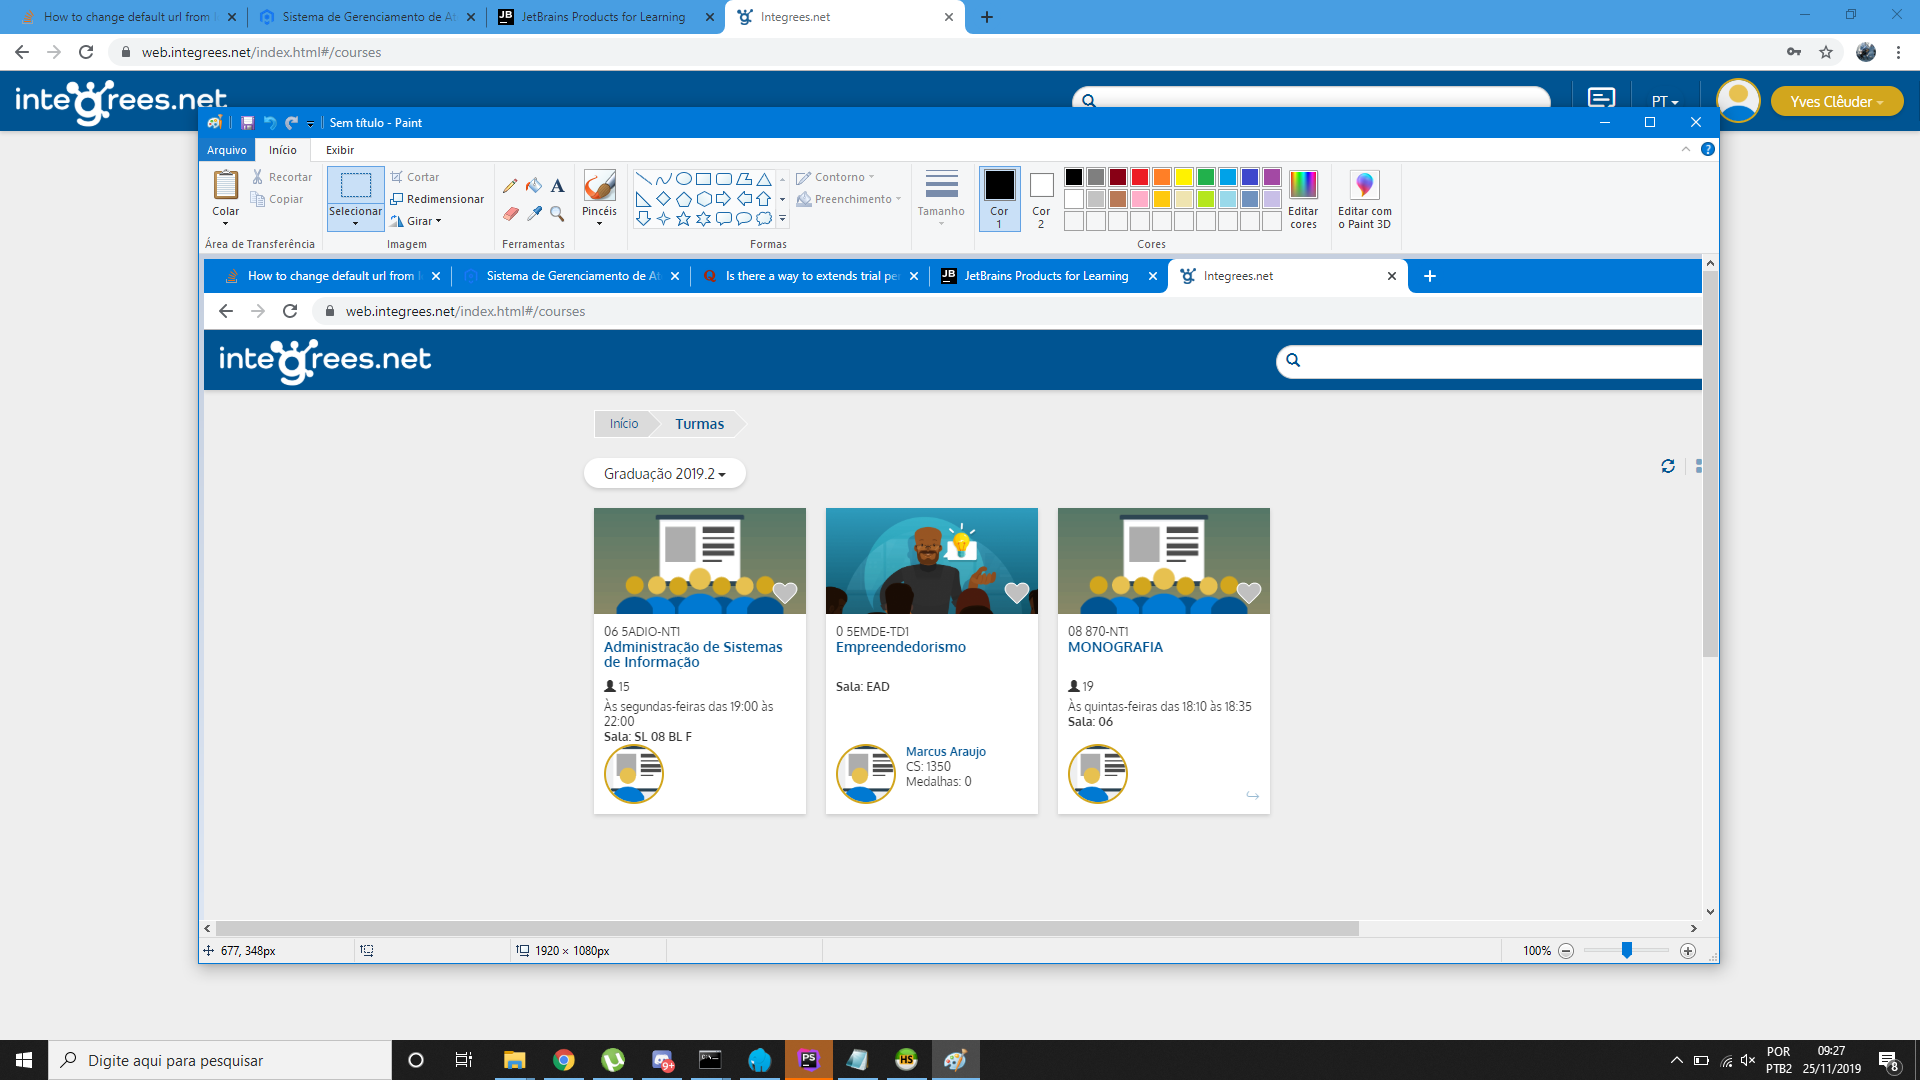 How to change default url from
Sistema de Gerenciamento de At
JetBrains Products for Learning
Integrees.net
web.integrees.net/index.html#/courses
integrees.net
PT
Yves Clêuder
Sem título - Paint
Arquivo
Início
Exibir
Colar
Recortar
Copiar
Área de Transferência
Selecionar
Cortar
Redimensionar
Girar
Imagem
Ferramentas
Pincéis
Formas
Contorno
Preenchimento
Tamanho
Cor
1
Cor
2
Cores
Editar
cores
Editar com
o Paint 3D
How to change default url from
Sistema de Gerenciamento de At
Is there a way to extends trial pe
JetBrains Products for Learning
Integrees.net
web.integrees.net/index.html#/courses
integrees.net
Início
Turmas
Graduação 2019.2
06 5ADIO-NT1
Administração de Sistemas
de Informação
15
Às segundas-feiras das 19:00 às
22:00
Sala: SL 08 BL F
0 5EMDE-TD1
Empreendedorismo
Sala: EAD
Marcus Araujo
CS: 1350
Medalhas: 0
08 870-NT1
MONOGRAFIA
19
Às quintas-feiras das 18:10 às 18:35
Sala: 06
677, 348px
1920 × 1080px
100%
Digite aqui para pesquisar
9+
PS
HS
POR
PTB2
09:27
25/11/2019
8